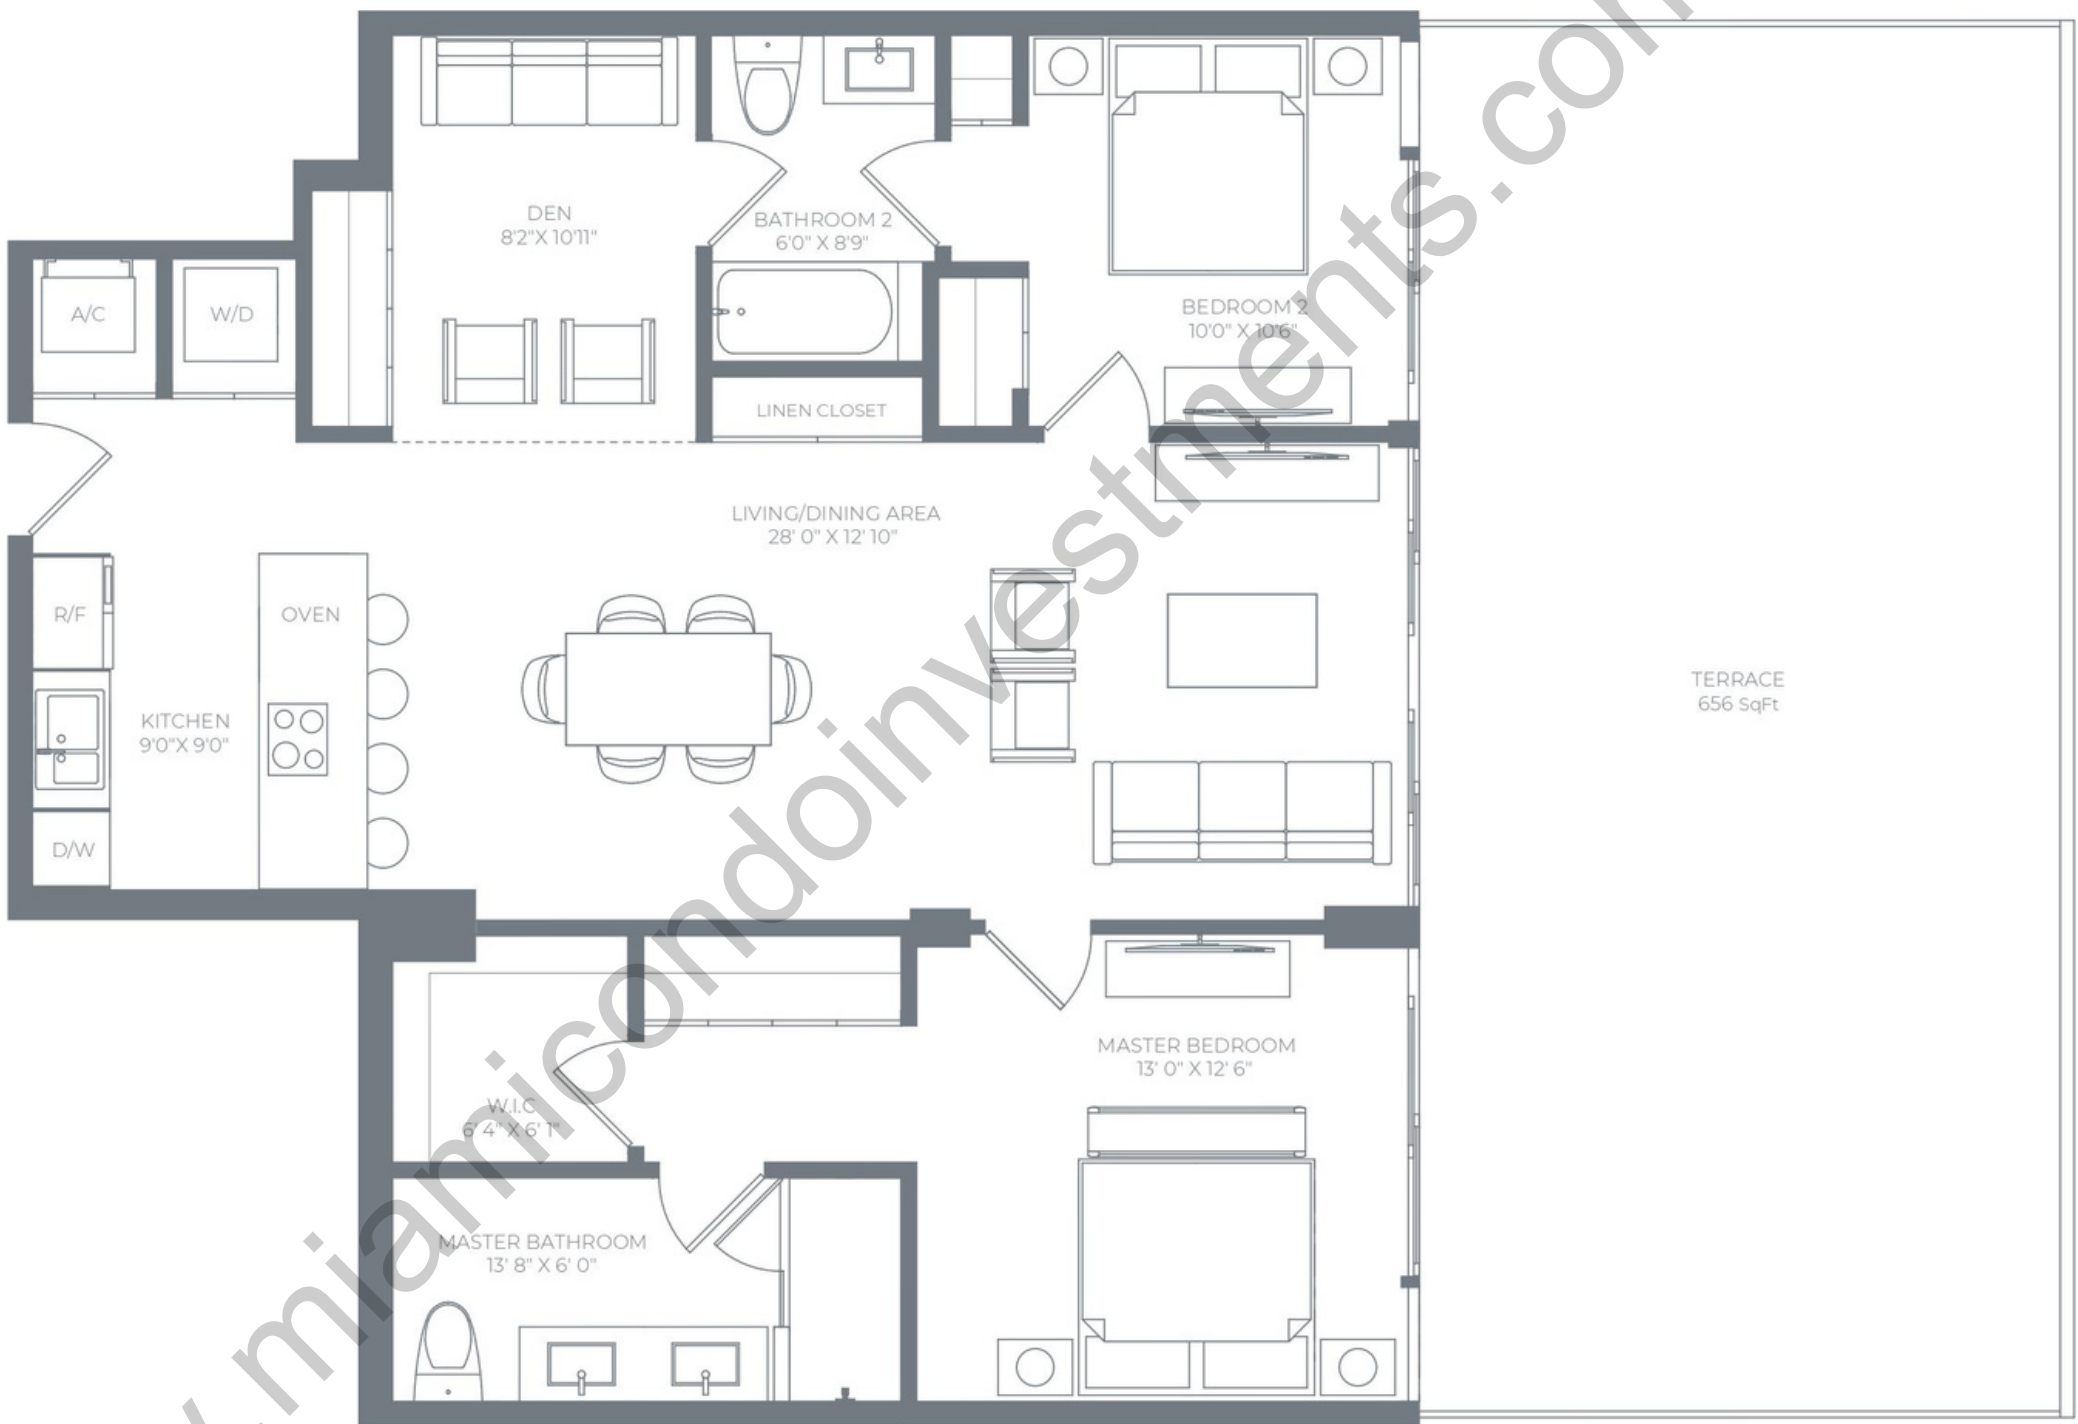 DEN
8'2"X 10'11"
BATHROOM 2
6'0" X 8'9"
A/C
W/D
BEDROOM 2
10'0" X 10'6"
LINEN CLOSET
LIVING/DINING AREA
28' 0" X 12' 10"
R/F
OVEN
KITCHEN
9'0"X 9'0"
D/W
TERRACE
656 SqFt
MASTER BEDROOM
13' 0" X 12' 6"
W.I.C
6' 4" X 6' 1"
MASTER BATHROOM
13' 8" X 6' 0"
.miamicondoinvestments.com